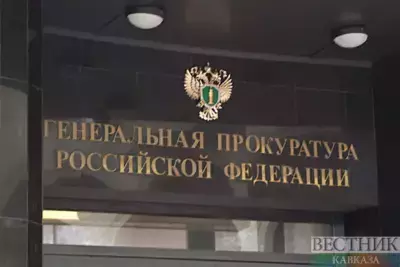 ГЕНЕРАЛЬНАЯ ПРОКУРАТУРА
РОССИЙСКОЙ ФЕДЕРАЦИИ
ВЕСТНИК
КАВКАЗА